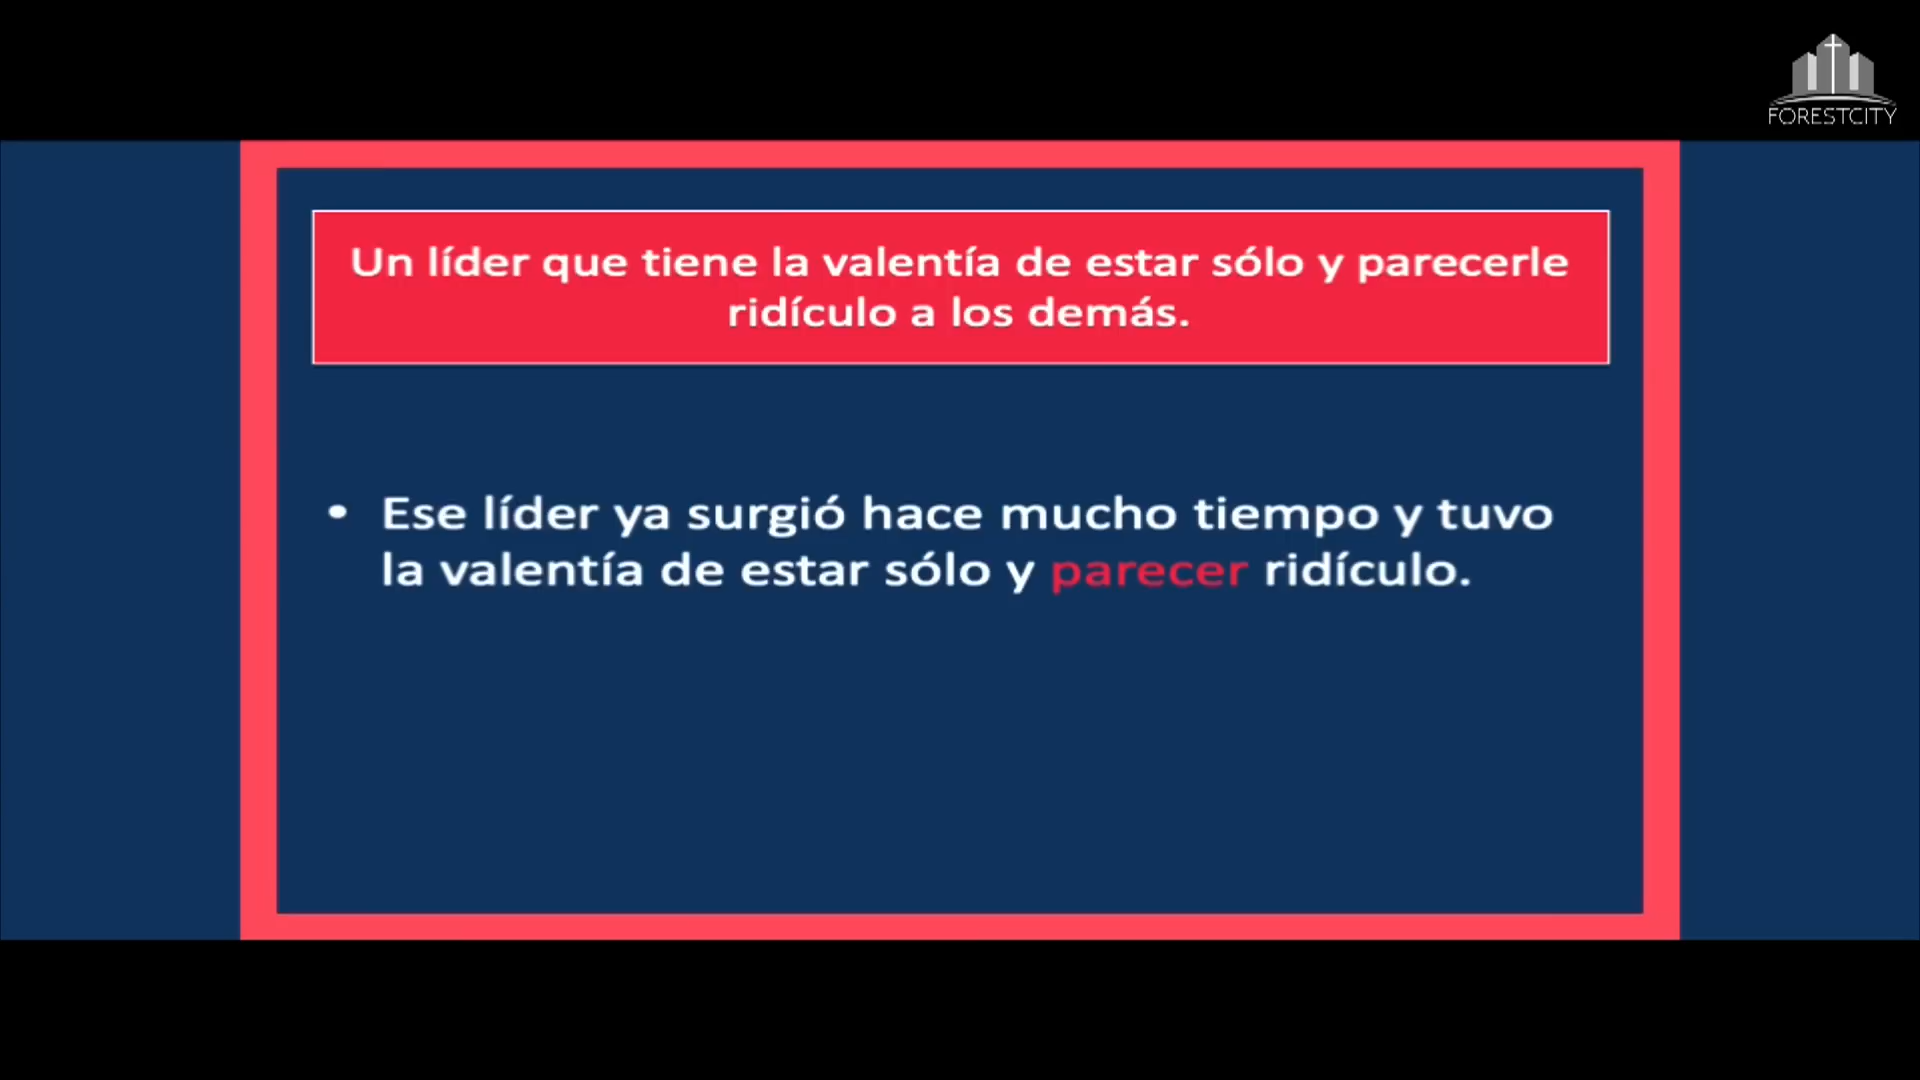 FORESTCITY
Un líder que tiene la valentía de estar sólo y parecerle
ridículo a los demás.
• Ese líder ya surgió hace mucho tiempo y tuvo
la valentía de estar sólo y parecer ridículo.